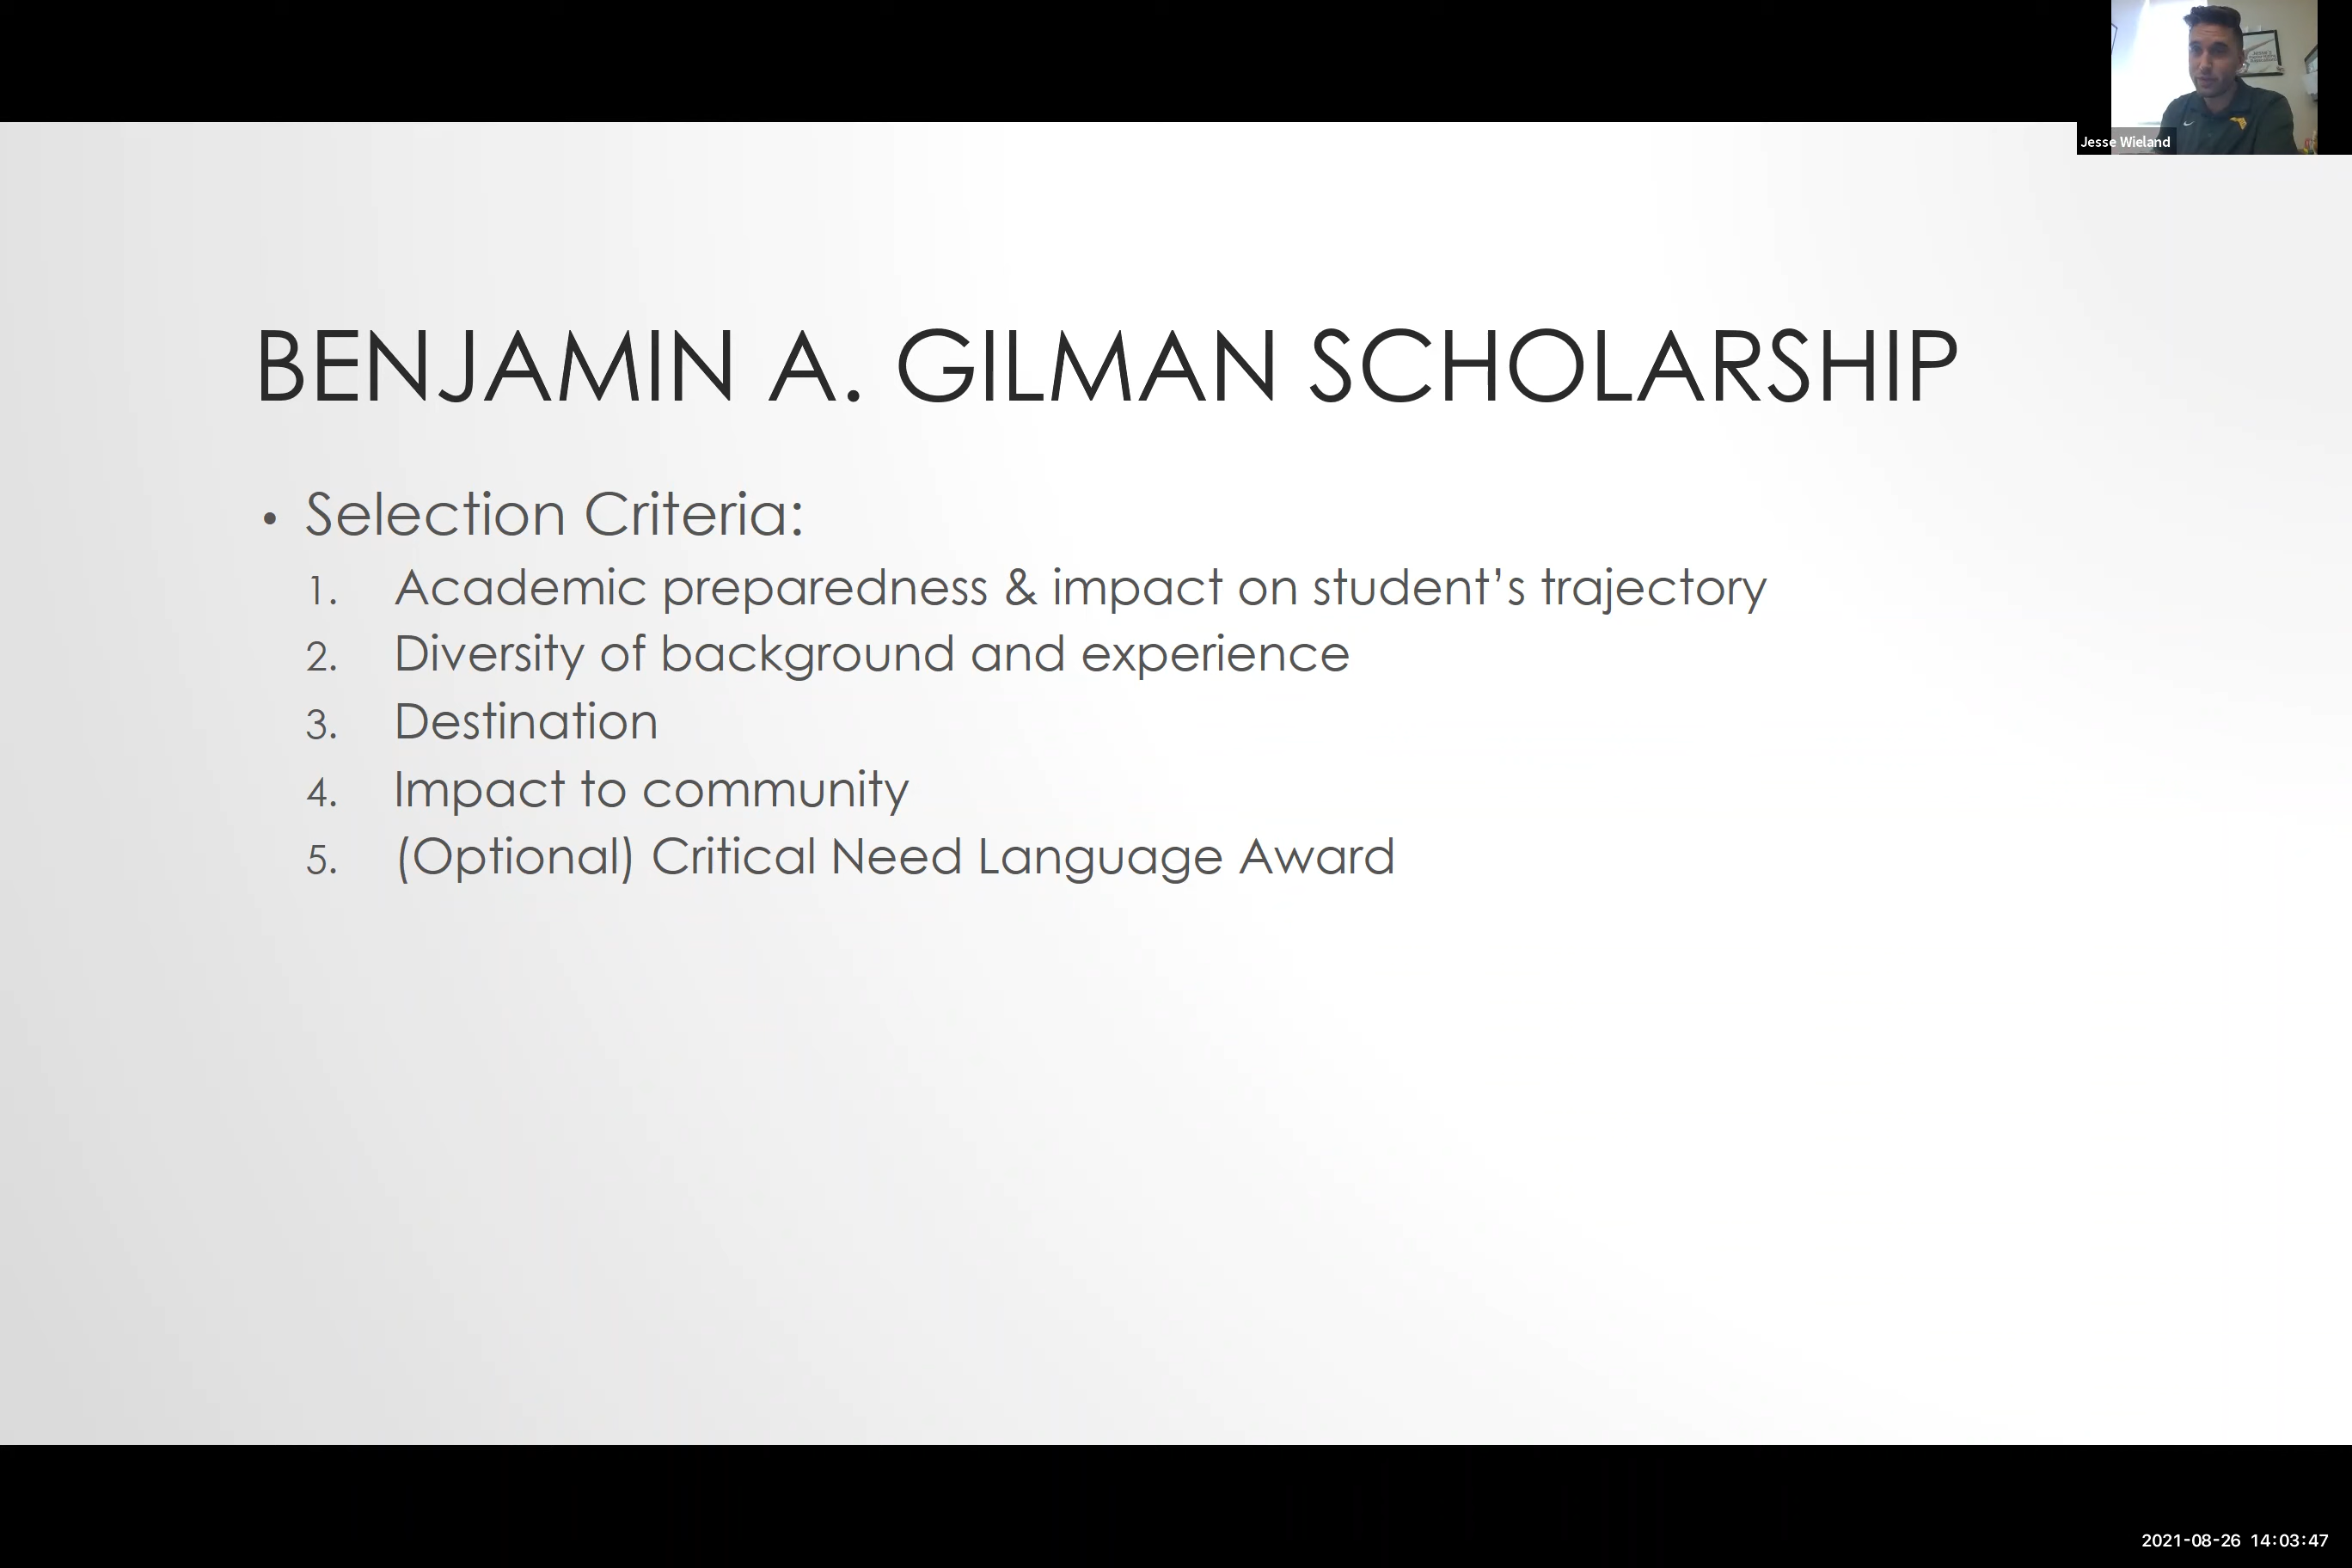 Jesse Wieland
BENJAMIN A. GILMAN SCHOLARSHIP
• Selection Criteria:
1. Academic preparedness & impact on student’s trajectory
2. Diversity of background and experience
3. Destination
4. Impact to community
5. (Optional) Critical Need Language Award
2021-08-26 14:03:47